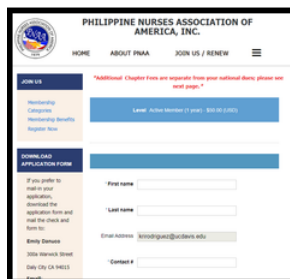 PHILIPPINE NURSES ASSOCIATION OF
AMERICA, INC.
HOME ABOUT PNAA JOIN US / RENEW
JOIN US
Membership
Categories
Membership Benefits
Register Now
*Additional: Chapter Fees are separate from your national dues; please see
next page. *
Level Active Member (1 year) - $50.00 (USD)
DOWNLOAD
APPLICATION FORM
If you prefer to
mail in your
application,
download the
application form and
mail the check and
form to:
Emily Danuco
300e Warwick Street
Daly City CA 94015
* First name
* Last name
Email Address krrodriguez@ucdavis.edu
* Contact #